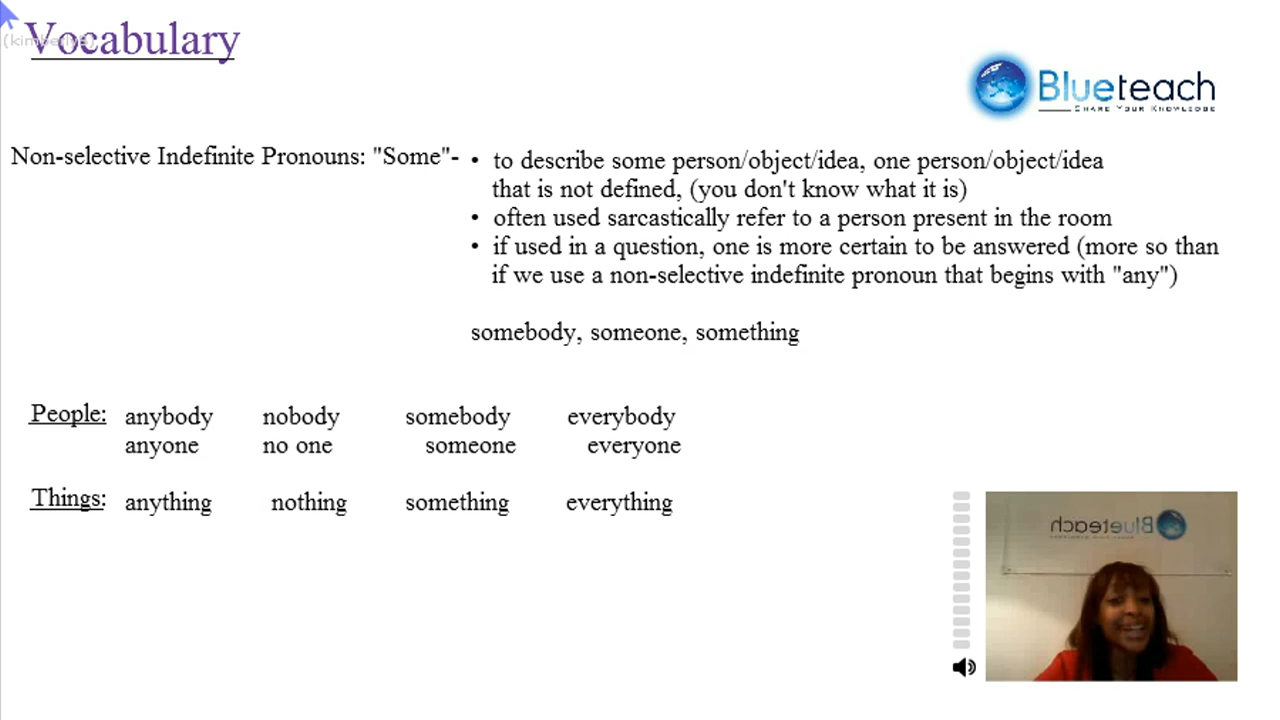 Vocabulary
Blueteach
SHARE YOUR KNOWLEDGE
Non-selective Indefinite Pronouns: "Some"-
• to describe some person/object/idea, one person/object/idea
that is not defined, (you don't know what it is)
• often used sarcastically refer to a person present in the room
• if used in a question, one is more certain to be answered (more so than
if we use a non-selective indefinite pronoun that begins with "any")
somebody, someone, something
People: anybody nobody somebody everybody
anyone no one someone everyone
Things: anything nothing something everything
Blueteach